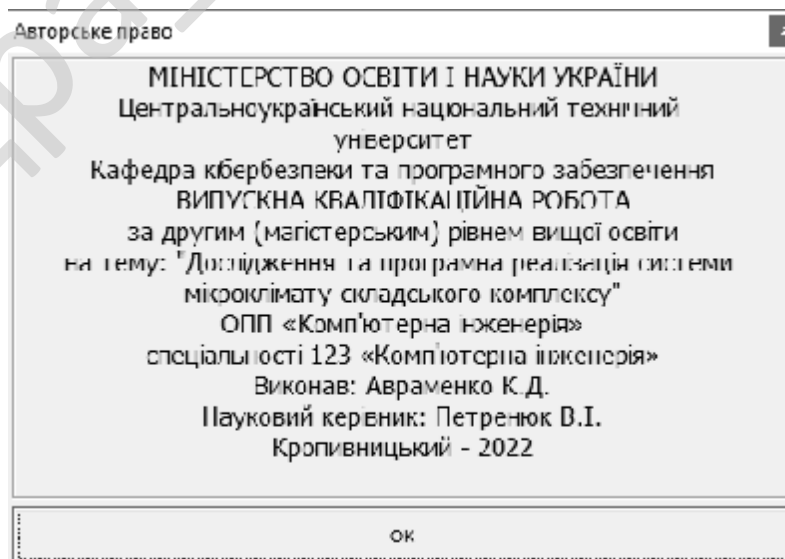 Авторське право
МІНІСТЕРСТВО ОСВІТИ І НАУКИ УКРАЇНИ
Центральноукраїнський національний технічний
університет
Кафедра кібербезпеки та програмного забезпечення
ВИПУСКНА КВАЛІФІКАЦІЙНА РОБОТА
за другим (магістерським) рівнем вищої освіти
на тему: "Дослідження та програмна реалізація системи
мікроклімату складського комплексу"
ОПП «Комп'ютерна інженерія»
спеціальності 123 «Комп'ютерна інженерія»
Виконав: Авраменко К.Д.
Науковий керівник: Петренюк В.І.
Кропивницький - 2022
ОК